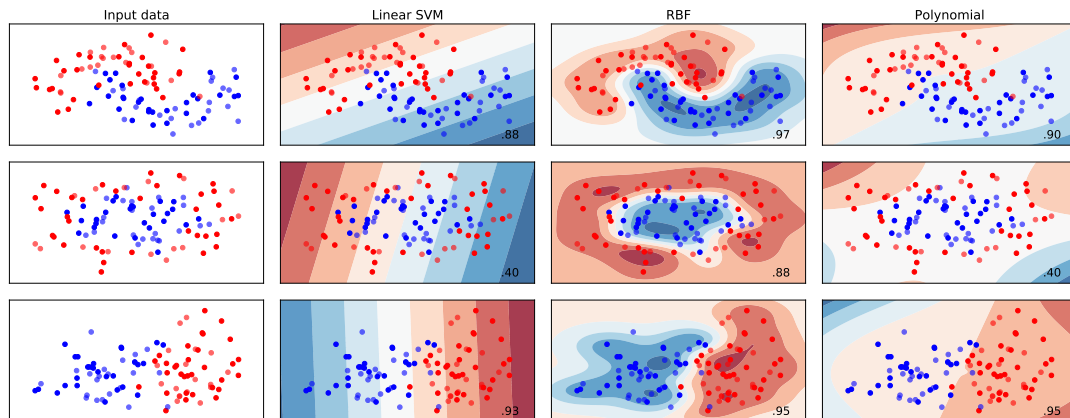 Input data
Linear SVM
RBF
Polynomial
.88
.97
.90
.40
.88
.40
.93
.95
.95